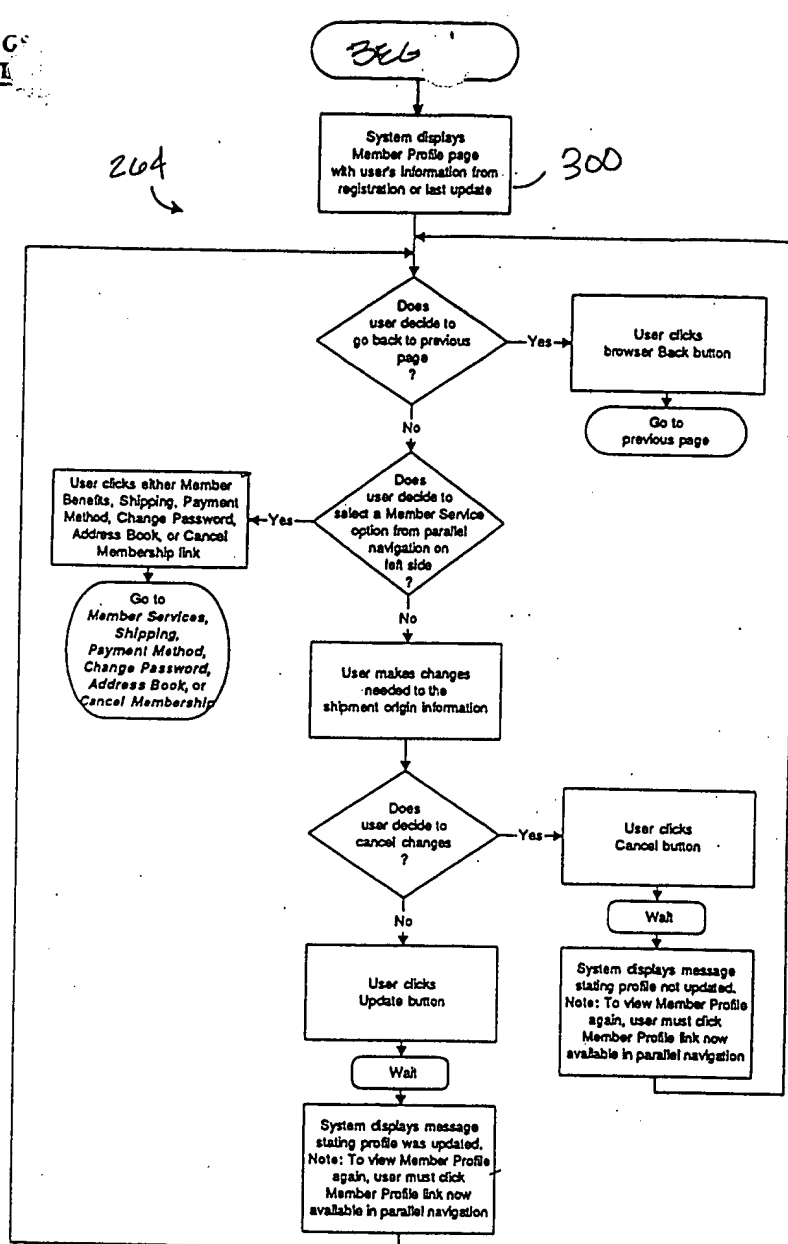 System displays
Member Profile page
with user's information from
registration or last update
300
264
Does
user decide to
go back to previous
page
?
Yes
User clicks
browser Back button
Go to
previous page
No
Does
user decide to
select a Member Service
option from parallel
navigation on
left side
?
Yes
User clicks either Member
Benefits, Shipping, Payment
Method, Change Password,
Address Book, or Cancel
Membership link
Go to
Member Services,
Shipping,
Payment Method,
Change Password,
Address Book, or
Cancel Membership
No
User makes changes
needed to the
shipment origin information
Does
user decide to
cancel changes
?
Yes
User clicks
Cancel button
Wait
System displays message
stating profile not updated.
Note: To view Member Profile
again, user must click
Member Profile link now
available in parallel navigation
No
User clicks
Update button
Wait
System displays message
stating profile was updated.
Note: To view Member Profile
again, user must click
Member Profile link now
available in parallel navigation